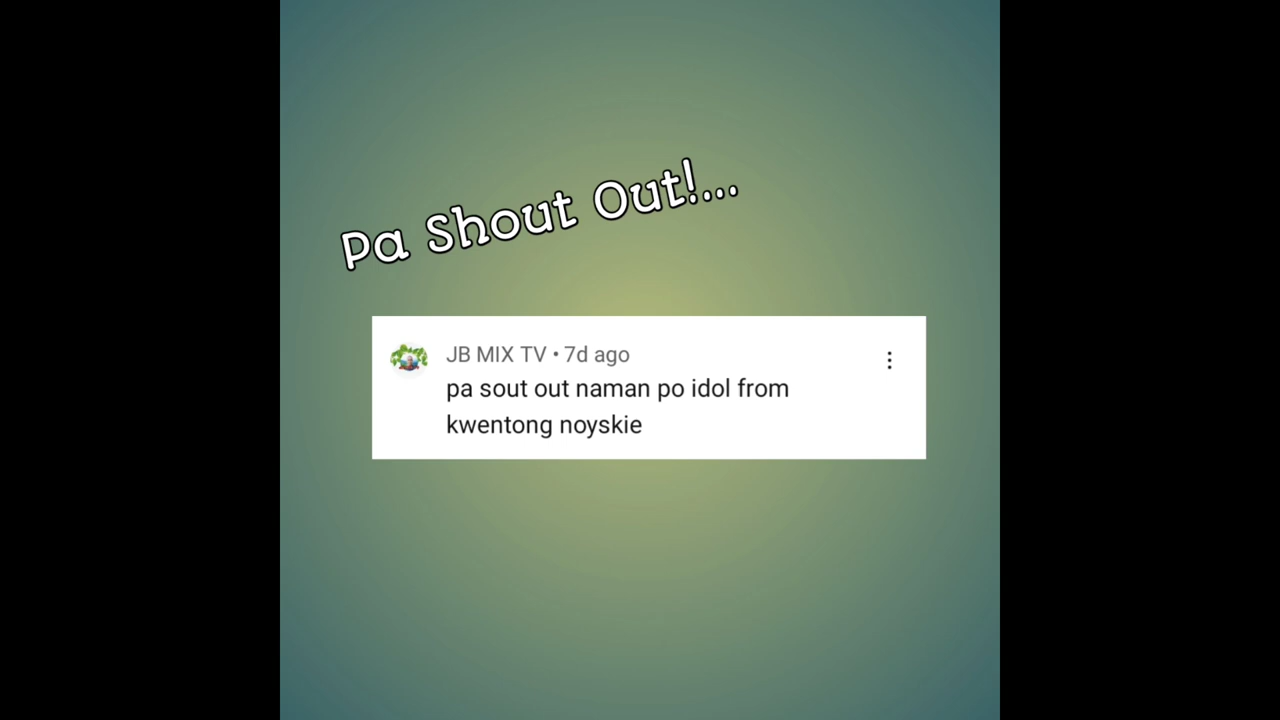 Pa Shout Out!...
JB MIX TV • 7d ago
pa sout out naman po idol from
kwentong noyskie